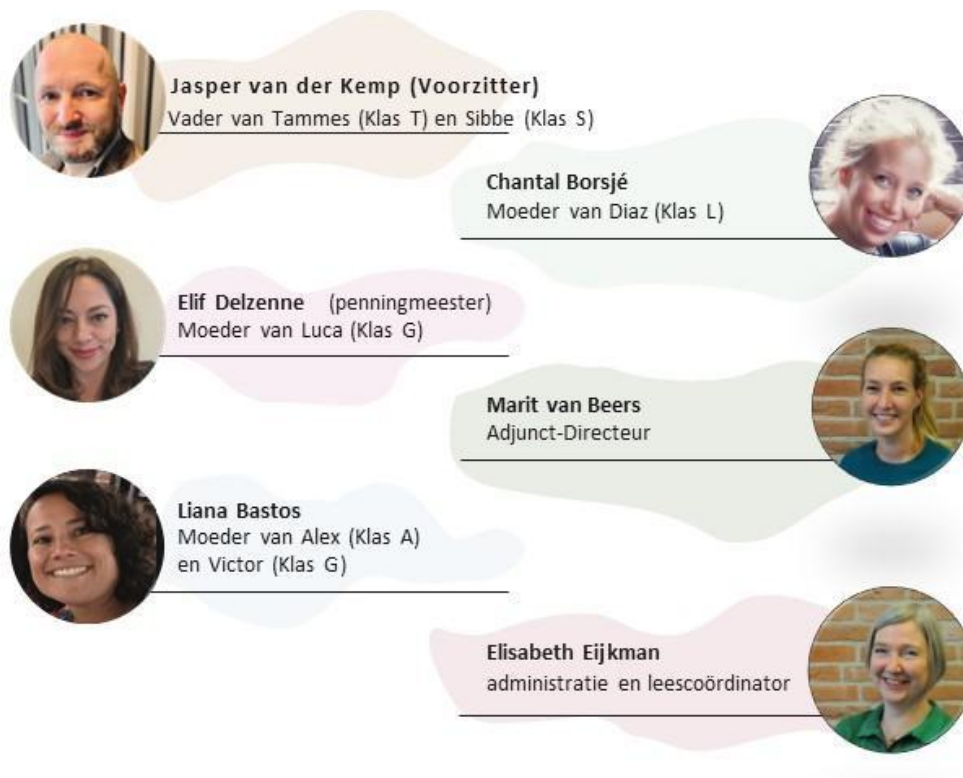 Jasper van der Kemp (Voorzitter)
Vader van Tammes (Klas T) en Sibbe (Klas S)
Chantal Borsjé
Moeder van Diaz (Klas L)
Elif Delzenne (penningmeester)
Moeder van Luca (Klas G)
Marit van Beers
Adjunct-Directeur
Liana Bastos
Moeder van Alex (Klas A)
en Victor (Klas G)
Elisabeth Eijkman
administratie en leescoördinator